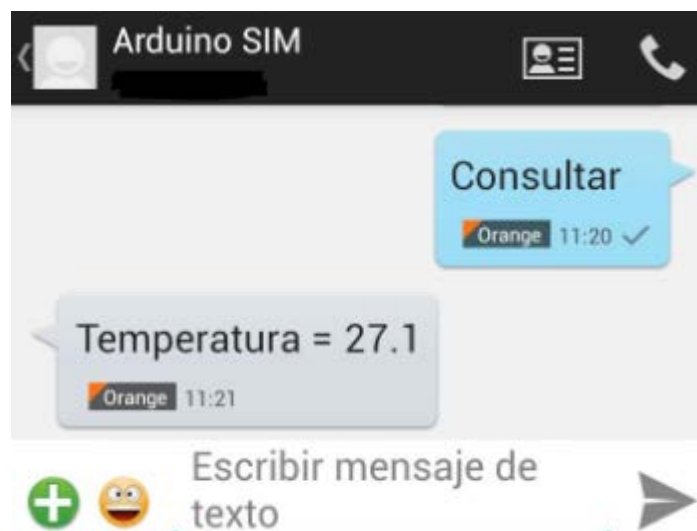 Arduino SIM
Consultar
Orange 11:20
Temperatura = 27.1
Orange 11:21
Escribir mensaje de
texto